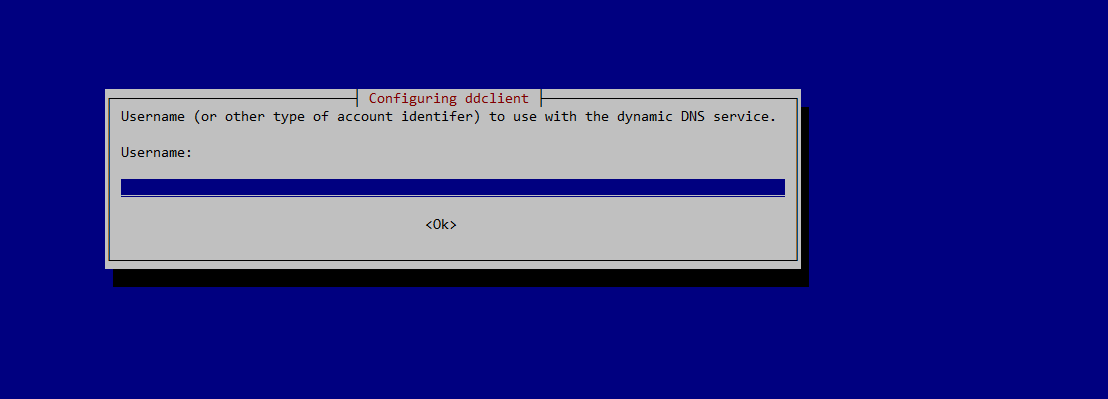 Configuring ddclient
Username (or other type of account identifer) to use with the dynamic DNS service.
Username:
<Ok>